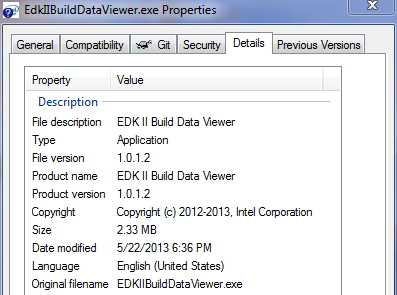 EdkIIBuildDataViewer.exe Properties
General Compatibility Git Security Details Previous Versions
Property Value
Description
File description EDK II Build Data Viewer
Type Application
File version 1.0.1.2
Product name EDK II Build Data Viewer
Product version 1.0.1.2
Copyright Copyright (c) 2012-2013, Intel Corporation
Size 2.33 MB
Date modified 5/22/2013 6:36 PM
Language English (United States)
Original filename EDKIIBuildDataViewer.exe